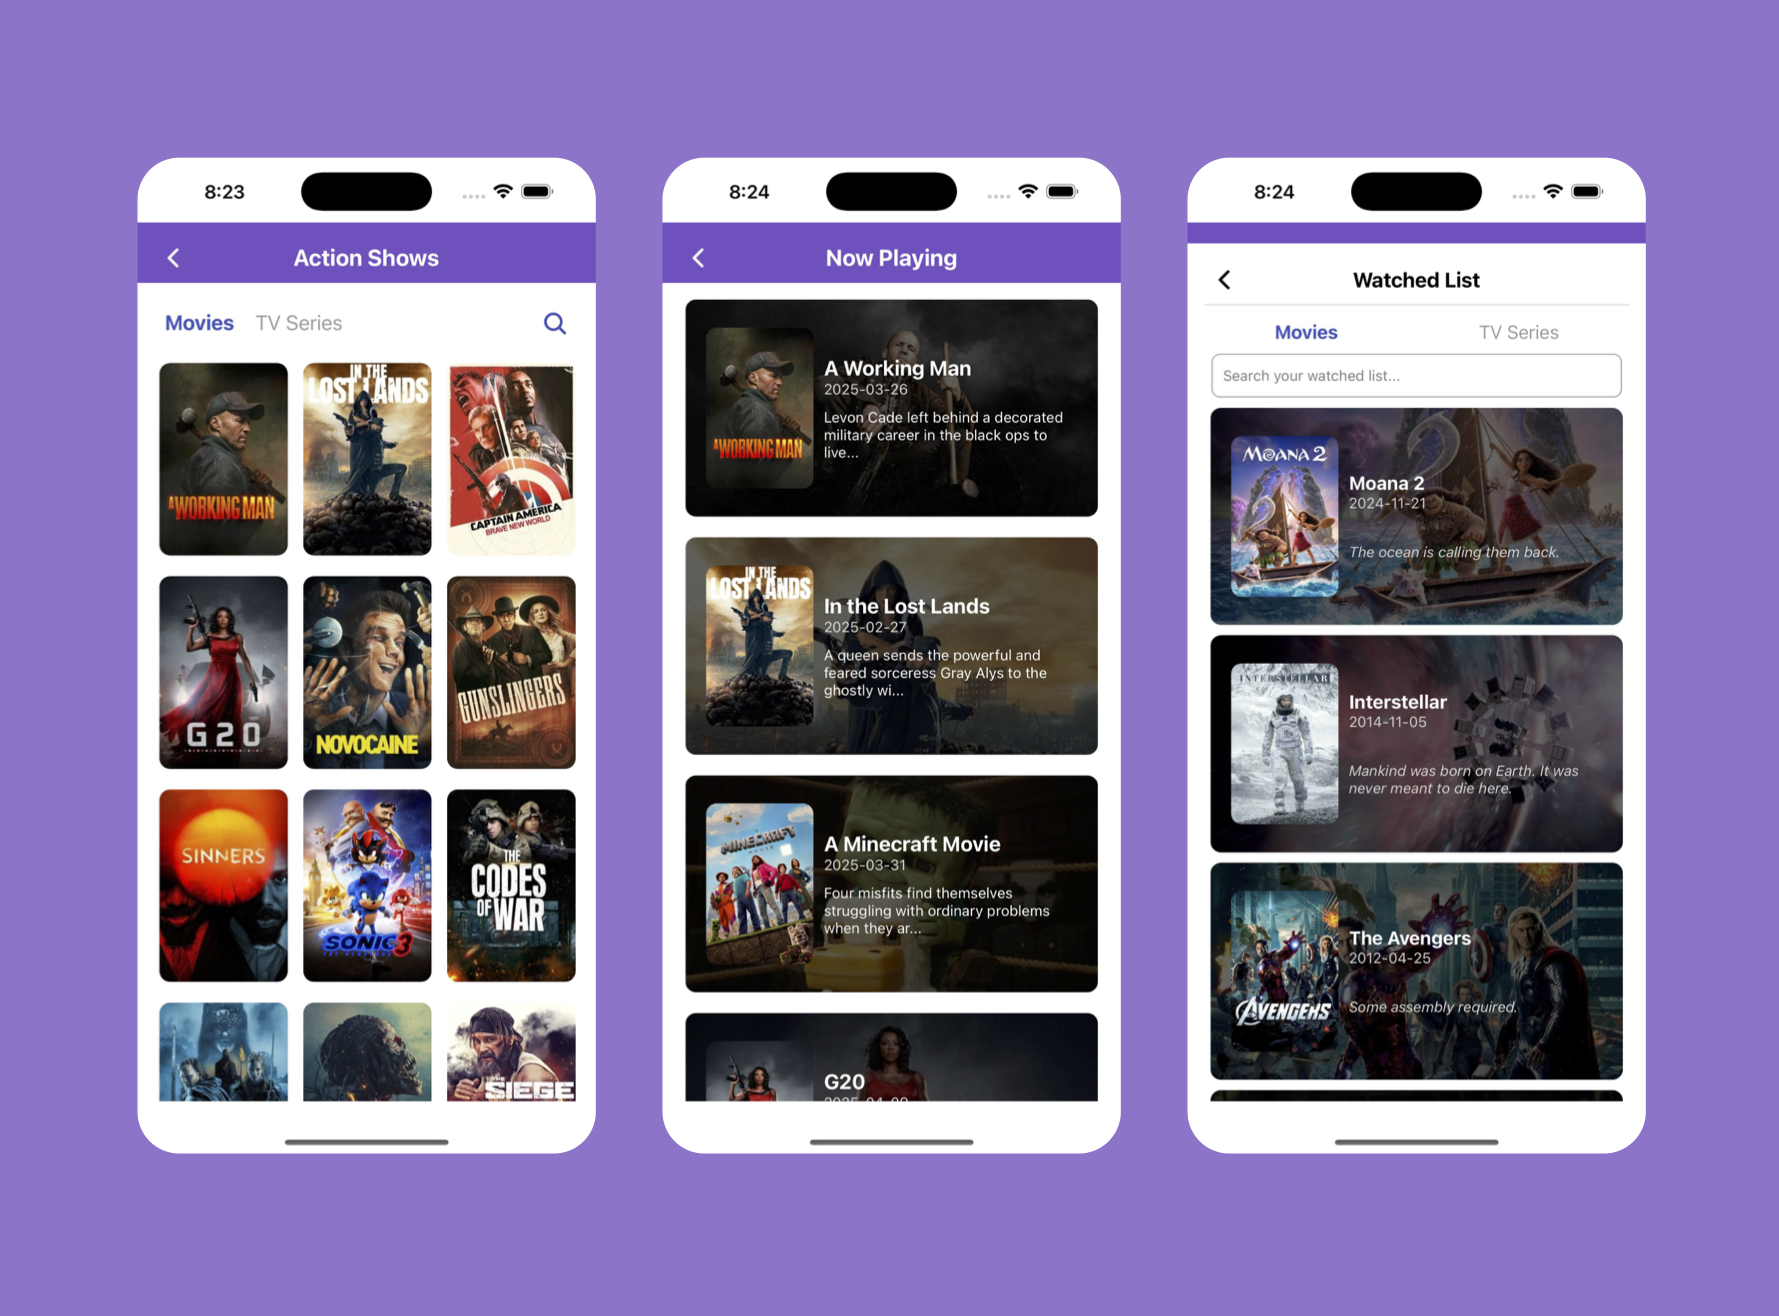 8:23
Action Shows
Movies
TV Series
A WORKING MAN
IN THE
LOST LANDS
CAPTAIN AMERICA
BRAVE NEW WORLD
G20
NOVOCAINE
GUNSLINGERS
SINNERS
SONIC 3
THE
CODES
OF WAR
SIEGE
8:24
Now Playing
A WORKING MAN
A Working Man
2025-03-26
Levon Cade left behind a decorated
military career in the black ops to
live...
IN THE
LOST LANDS
In the Lost Lands
2025-02-27
A queen sends the powerful and
feared sorceress Gray Alys to the
ghostly wi...
MINECRAFT
A Minecraft Movie
2025-03-31
Four misfits find themselves
struggling with ordinary problems
when they ar...
G20
8:24
Watched List
Movies
TV Series
Search your watched list...
MOANA 2
Moana 2
2024-11-21
The ocean is calling them back.
INTERSTELLAR
Interstellar
2014-11-05
Mankind was born on Earth. It was
never meant to die here.
AVENGERS
The Avengers
2012-04-25
Some assembly required.